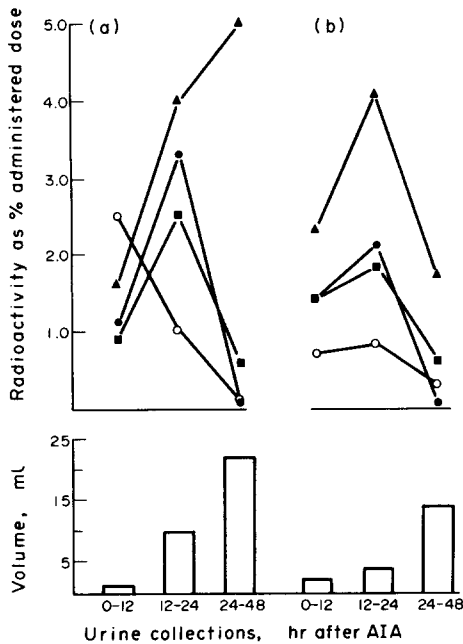 5.0
(a)
(b)
4.0
3.0
2.0
1.0
Radioactivity as % administered dose
25
15
5
Volume, ml
0-12 12-24 24-48 0-12 12-24 24-48
Urine collections, hr after AIA